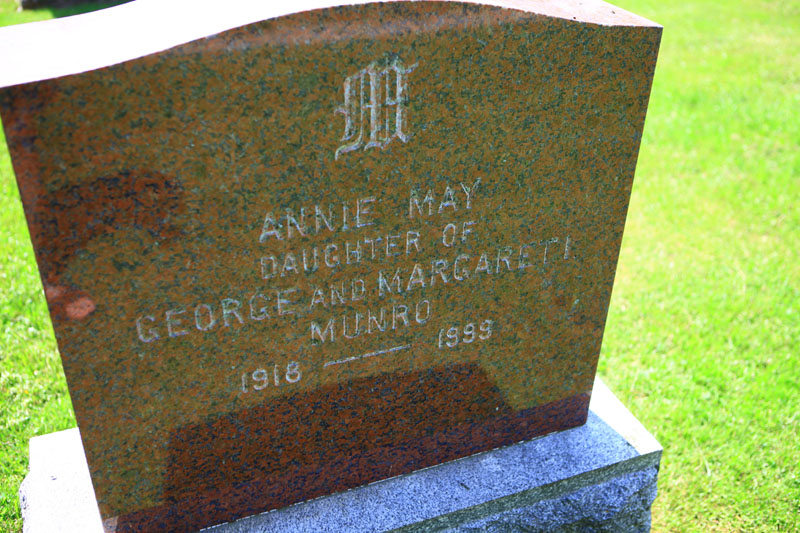 M
ANNIE MAY
DAUGHTER OF
GEORGE AND MARGARET I.
MUNRO
1918 — 1999